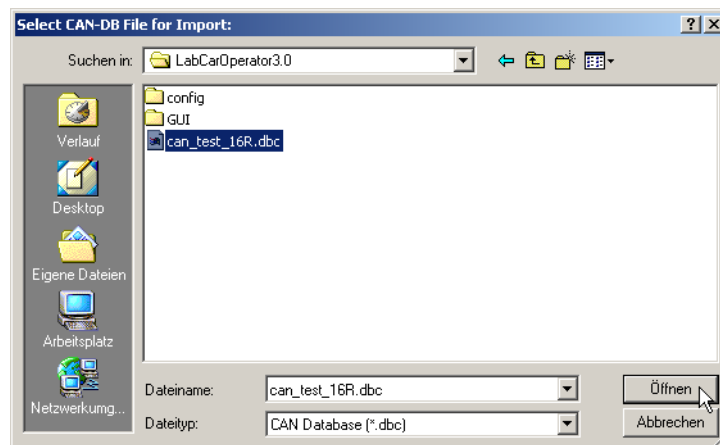 Select CAN-DB File for Import:
Suchen in:
LabCarOperator3.0
config
GUI
can_test_16R.dbc
Verlauf
Desktop
Eigene Dateien
Arbeitsplatz
Netzwerkumg...
Dateiname:
can_test_16R.dbc
Öffnen
Dateityp:
CAN Database (*.dbc)
Abbrechen